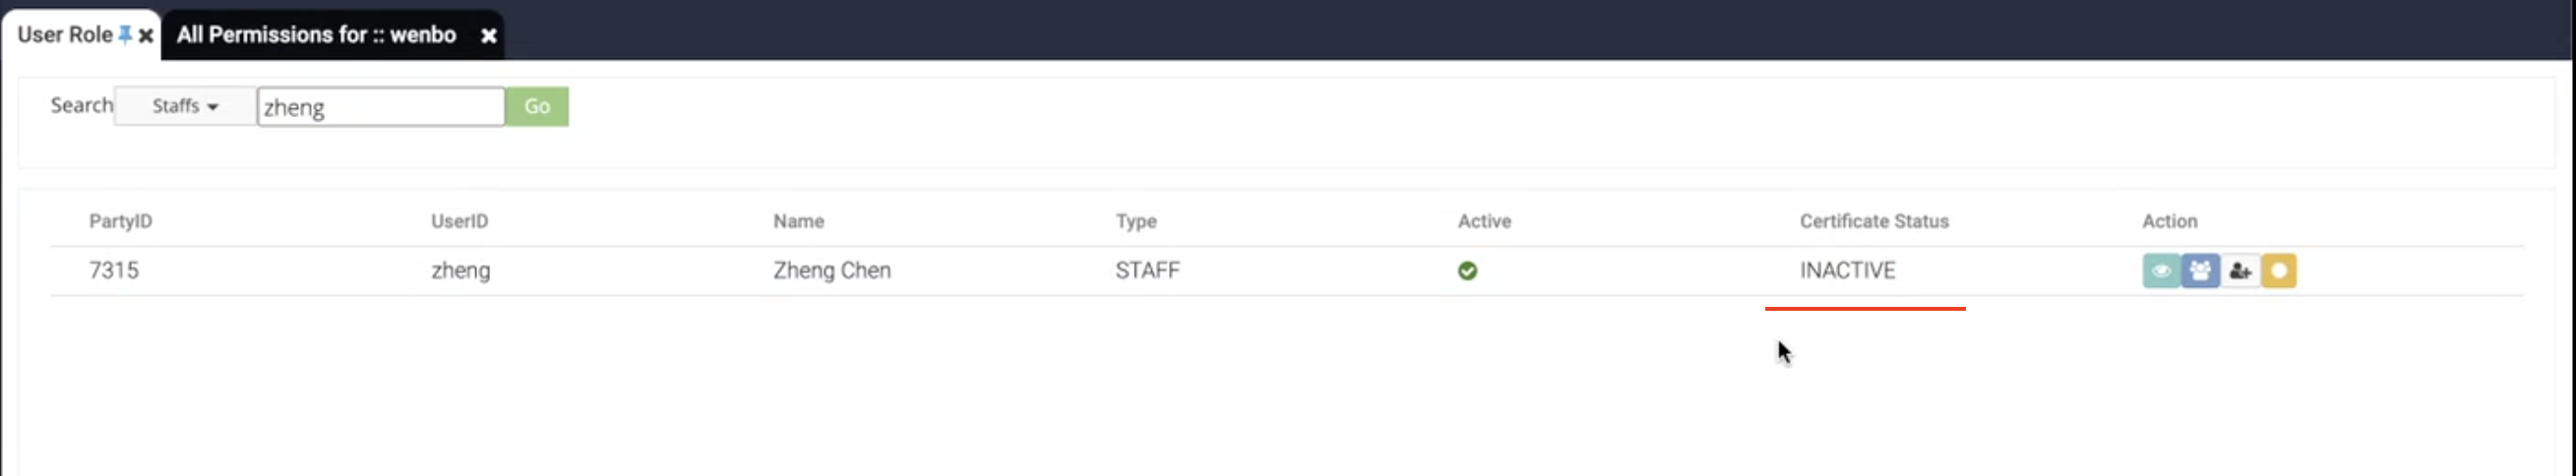 User Role All Permissions for :: wenbo
Search Staffs zheng Go
PartyID UserID Name Type Active Certificate Status Action
7315 zheng Zheng Chen STAFF INACTIVE